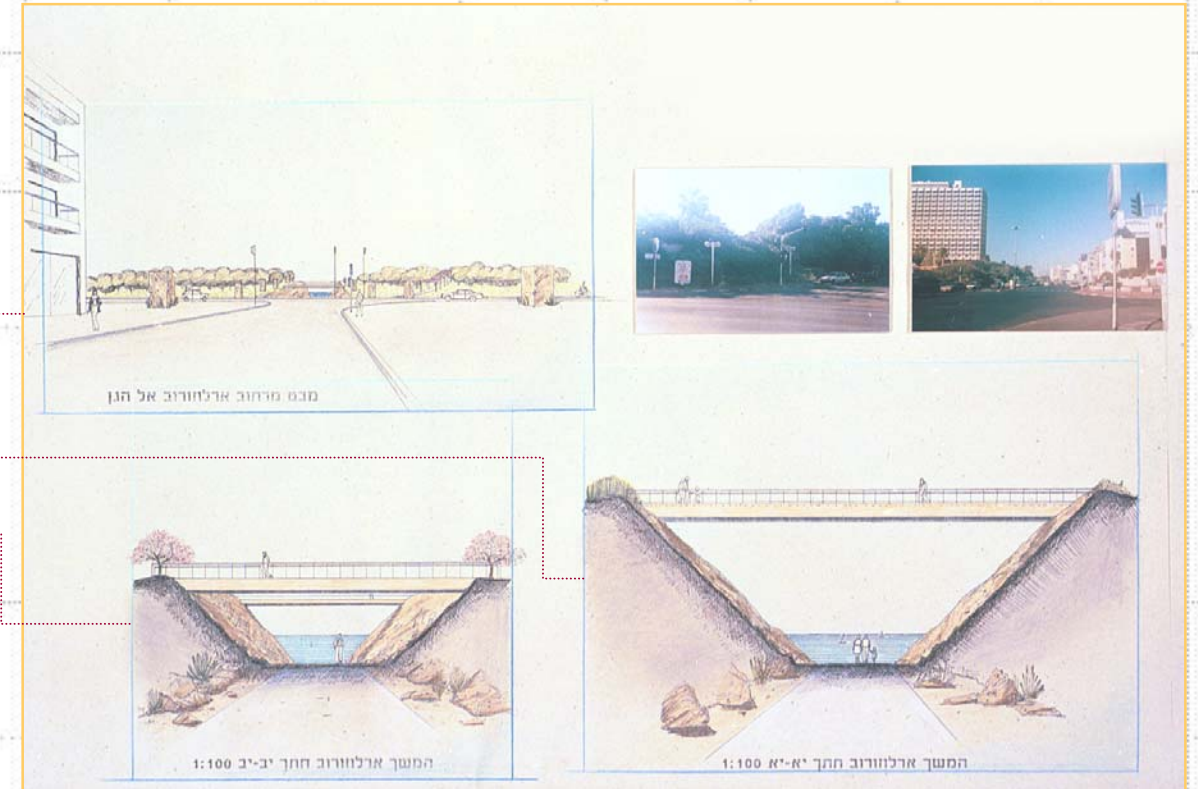 מבט מרחוב ארלוזורוב אל הגן
המשך ארלוזורוב חתך יא-יא 1:100
המשך ארלוזורוב חתך יב-יב 1:100